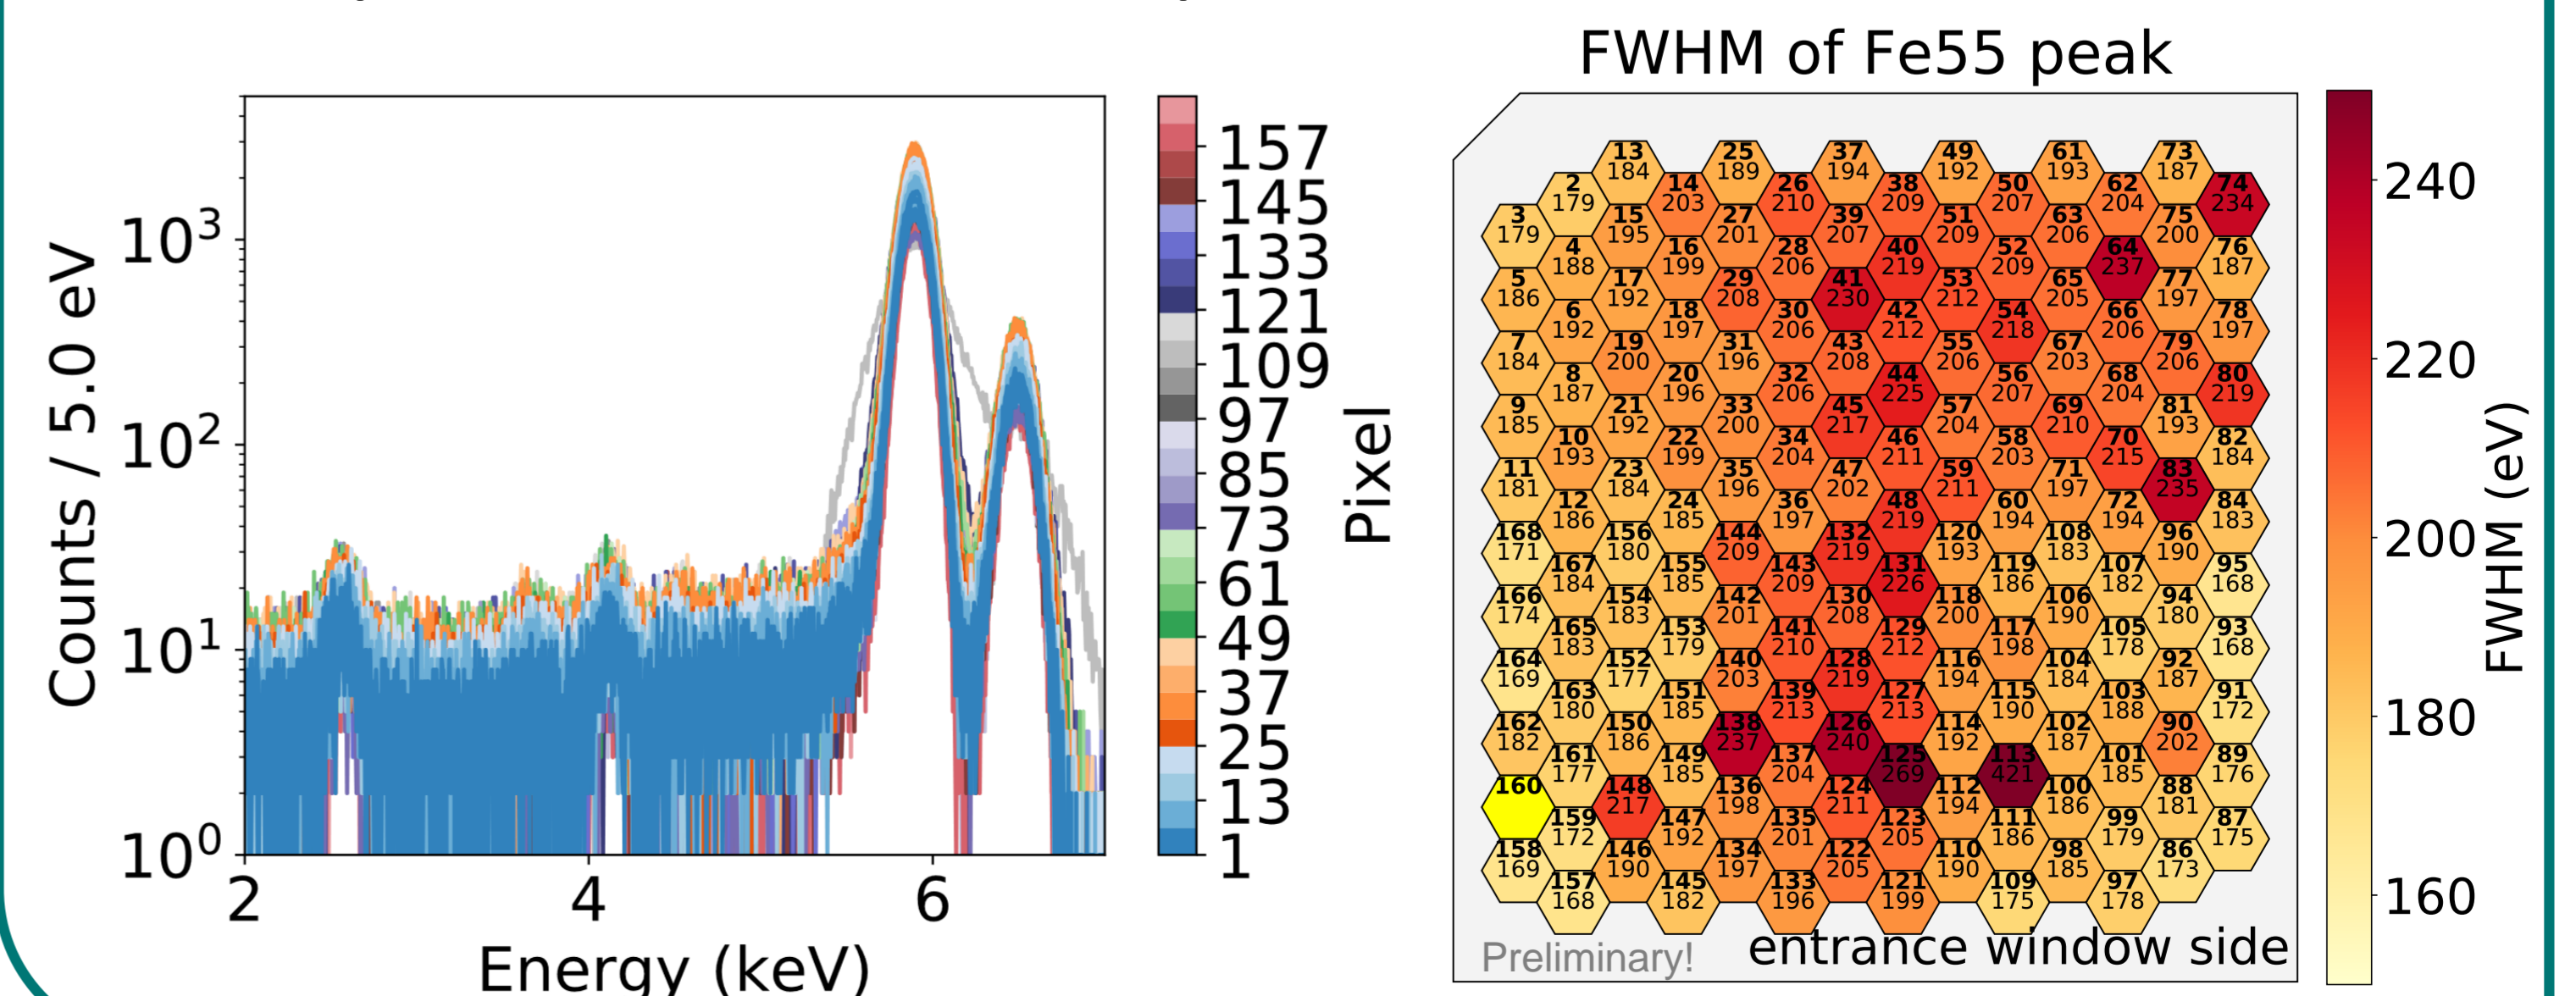 Counts / 5.0 eV
10³
10²
10¹
10⁰
2 4 6
Energy (keV)
157
145
133
121
109
97
85
73
61
49
37
25
13
1
Pixel
FWHM of Fe55 peak
13 25 37 49 61 73
184 189 194 192 193 187
2 14 26 38 50 62 74
179 203 210 209 207 204 234
3 15 27 39 51 63 75
179 195 201 207 209 206 200
4 16 28 40 52 64 76
188 199 206 219 209 237 187
5 17 29 41 53 65 77
186 192 208 230 212 205 197
6 18 30 42 54 66 78
192 197 206 212 218 206 197
7 19 31 43 55 67 79
184 200 196 208 206 203 206
8 20 32 44 56 68 80
187 196 206 225 207 204 219
9 21 33 45 57 69 81
185 192 200 217 204 210 193
10 22 34 46 58 70 82
193 199 204 211 203 215 184
11 23 35 47 59 71 83
181 184 196 202 211 197 235
12 24 36 48 60 72 84
186 185 197 219 194 194 183
168 156 144 132 120 108 96
171 180 209 219 193 183 190
167 155 143 131 119 107 95
184 185 209 226 186 182 168
166 154 142 130 118 106 94
174 183 201 208 200 190 180
165 153 141 129 117 105 93
183 179 210 212 198 178 168
164 152 140 128 116 104 92
169 177 203 219 194 184 187
163 151 139 127 115 103 91
180 185 213 213 190 188 172
162 150 138 126 114 102 90
182 186 237 240 192 187 202
161 149 137 125 113 101 89
177 185 204 269 421 185 176
160 148 136 124 112 100 88
217 198 211 194 186 181
159 147 135 123 111 99 87
172 192 201 205 186 179 175
158 146 134 122 110 98 86
169 190 197 205 190 185 173
157 145 133 121 109 97
168 182 196 199 175 178
Preliminary!
entrance window side
240
220
200
180
160
FWHM (eV)